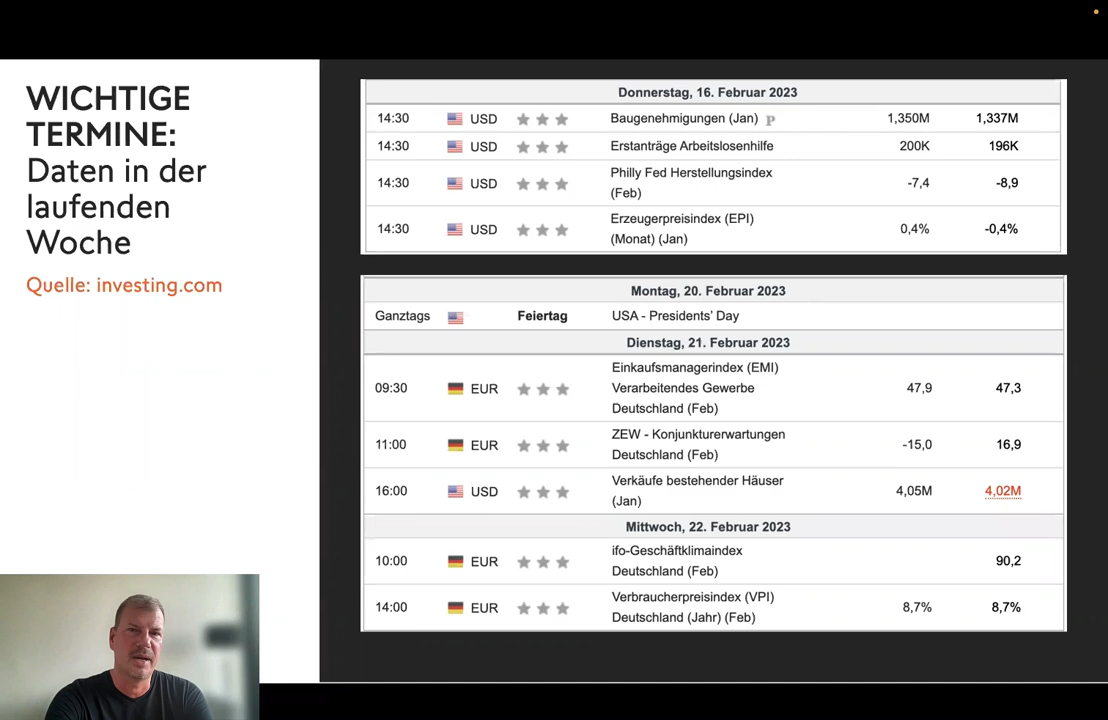 WICHTIGE
TERMINE:
Daten in der
laufenden
Woche
Quelle: investing.com
Donnerstag, 16. Februar 2023
14:30 USD Baugenehmigungen (Jan) P 1,350M 1,337M
14:30 USD Erstanträge Arbeitslosenhilfe 200K 196K
14:30 USD Philly Fed Herstellungsindex (Feb) -7,4 -8,9
14:30 USD Erzeugerpreisindex (EPI) (Monat) (Jan) 0,4% -0,4%
Montag, 20. Februar 2023
Ganztags Feiertag USA - Presidents' Day
Dienstag, 21. Februar 2023
09:30 EUR Einkaufsmanagerindex (EMI) Verarbeitendes Gewerbe Deutschland (Feb) 47,9 47,3
11:00 EUR ZEW - Konjunkturerwartungen Deutschland (Feb) -15,0 16,9
16:00 USD Verkäufe bestehender Häuser (Jan) 4,05M 4,02M
Mittwoch, 22. Februar 2023
10:00 EUR ifo-Geschäftklimaindex Deutschland (Feb) 90,2
14:00 EUR Verbraucherpreisindex (VPI) Deutschland (Jahr) (Feb) 8,7% 8,7%